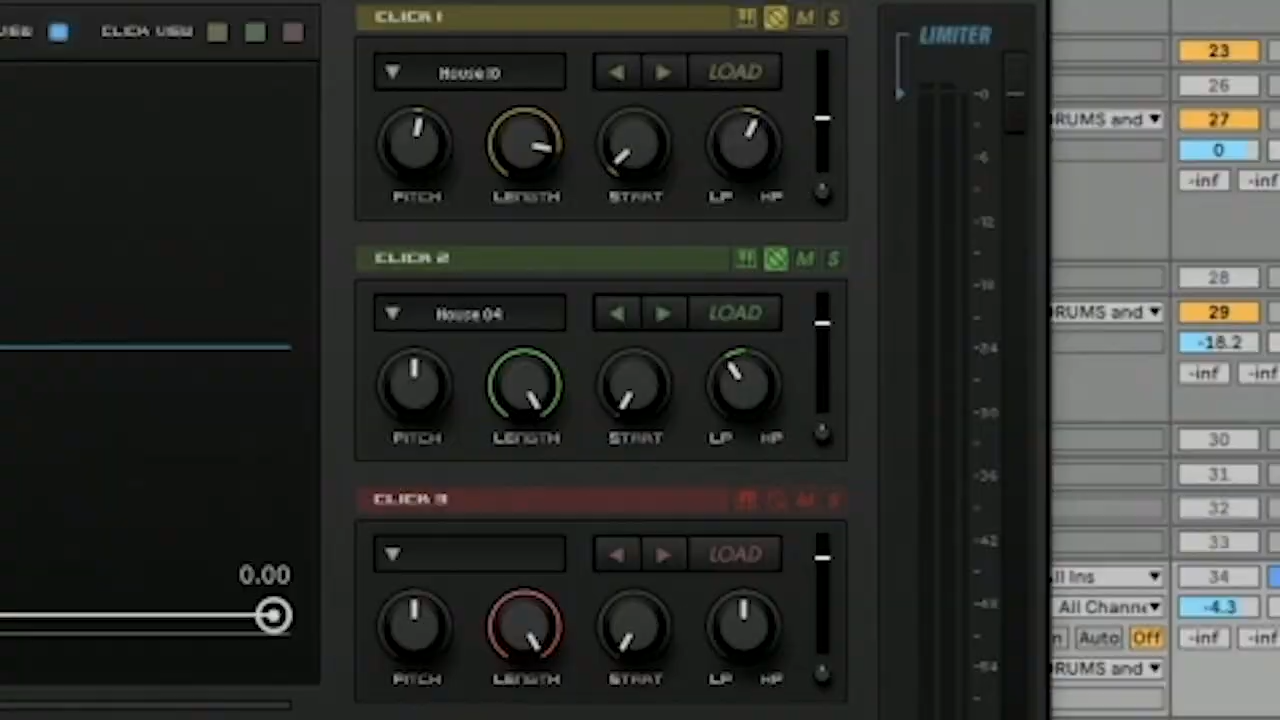 CLICK VIEW
CLICK 1 M S
House 10 LOAD
PITCH LENGTH START LP HP
CLICK 2 M S
House 04 LOAD
PITCH LENGTH START LP HP
CLICK 3 M S
LOAD
PITCH LENGTH START LP HP
0.00
LIMITER
-0
-6
-12
-18
-24
-30
-36
-42
-48
-54
23
26
RUMS and 27
0
-inf -inf
28
RUMS and 29
-18.2
-inf -inf
30
31
32
33
ll Ins 34
All Channe -4.3
n Auto Off -inf -inf
RUMS and